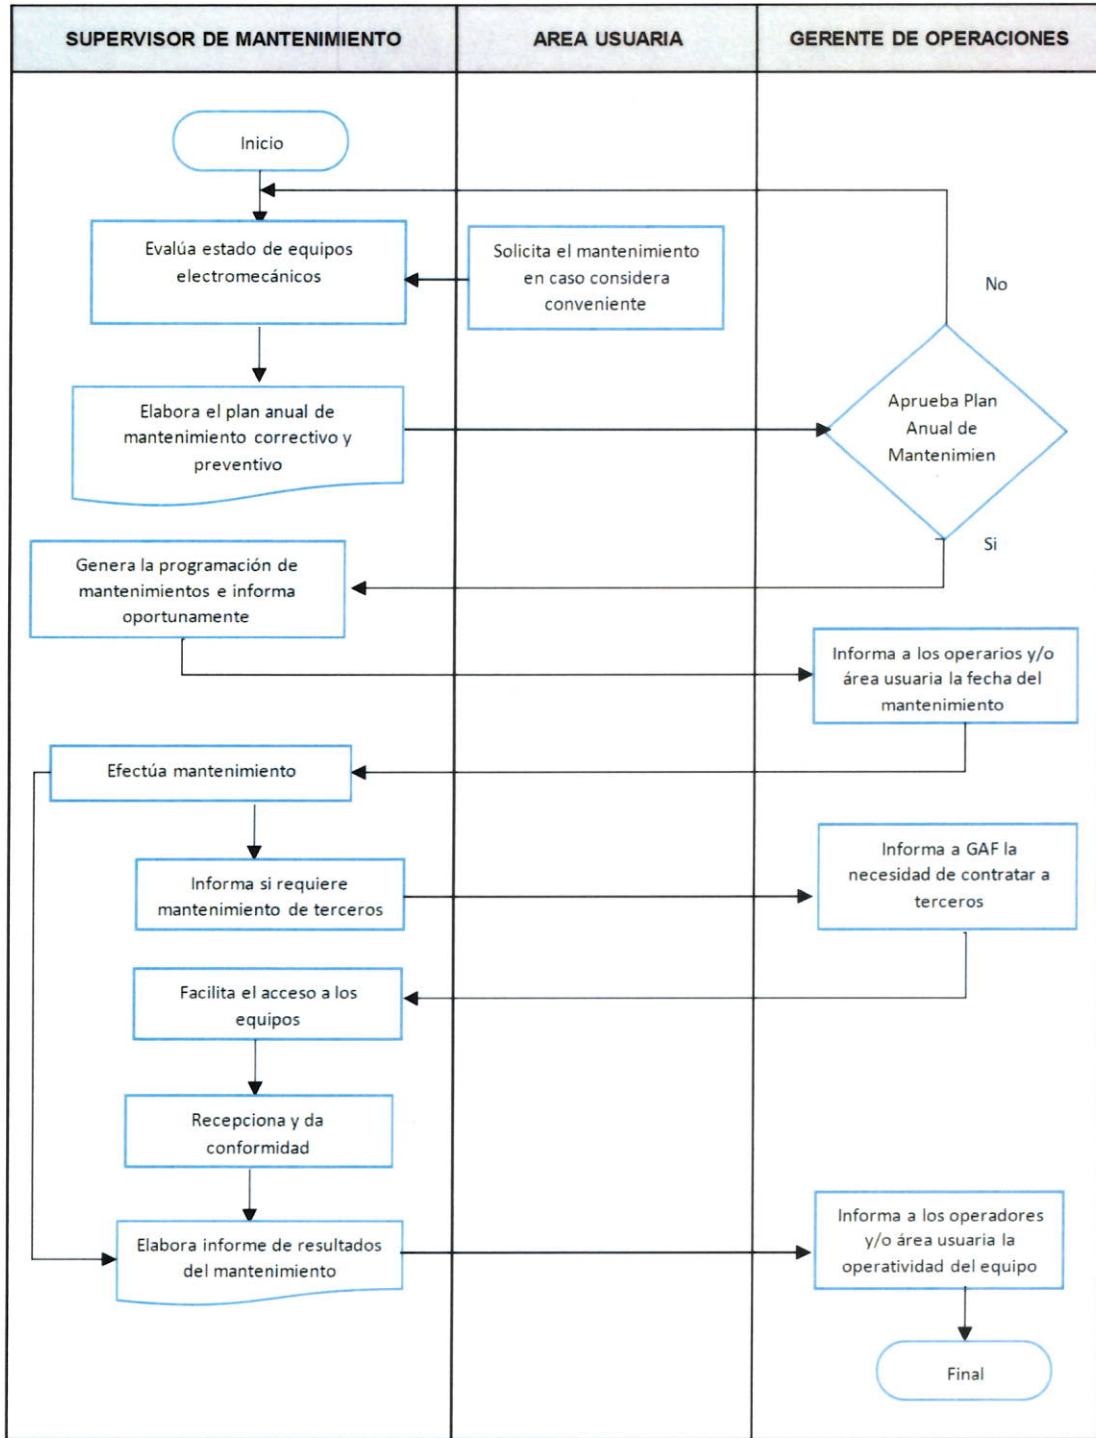 SUPERVISOR DE MANTENIMIENTO
AREA USUARIA
GERENTE DE OPERACIONES
Inicio
Evalúa estado de equipos
electromecánicos
Solicita el mantenimiento
en caso considera
conveniente
No
Elabora el plan anual de
mantenimiento correctivo y
preventivo
Aprueba Plan
Anual de
Mantenimien
Si
Genera la programación de
mantenimientos e informa
oportunamente
Informa a los operarios y/o
área usuaria la fecha del
mantenimiento
Efectúa mantenimiento
Informa si requiere
mantenimiento de terceros
Informa a GAF la
necesidad de contratar a
terceros
Facilita el acceso a los
equipos
Recepciona y da
conformidad
Elabora informe de resultados
del mantenimiento
Informa a los operadores
y/o área usuaria la
operatividad del equipo
Final